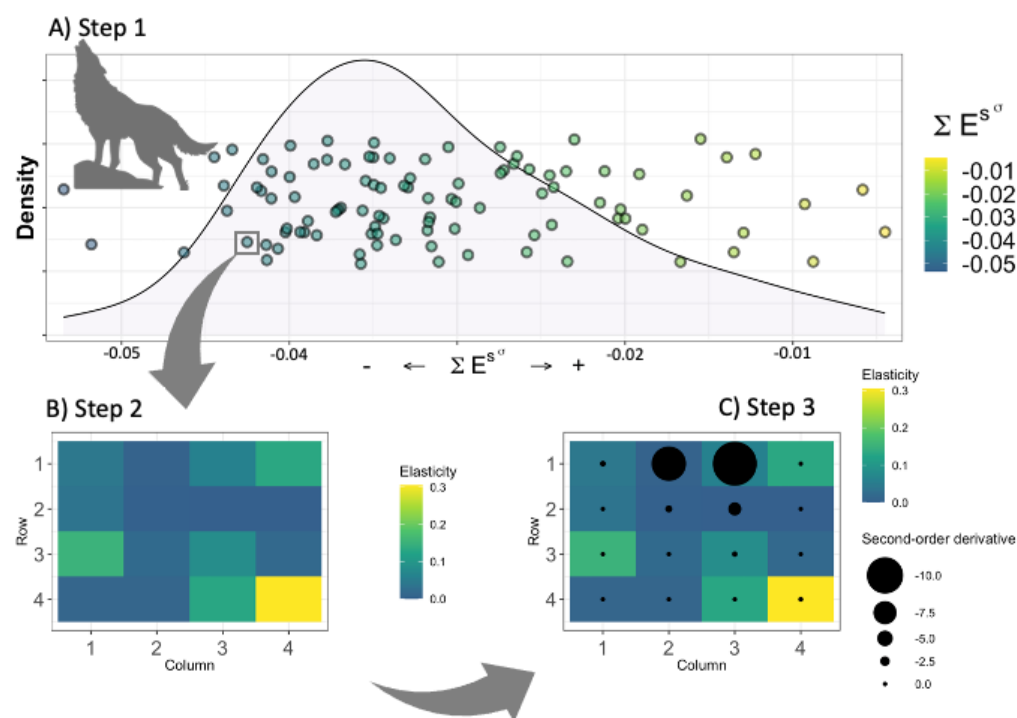 A) Step 1
Density
-0.05
-0.04
-0.02
-0.01
- ← Σ E^s^σ → +
Σ E^s^σ
-0.01
-0.02
-0.03
-0.04
-0.05
B) Step 2
Row
1
2
3
4
1 2 3 4
Column
Elasticity
0.3
0.2
0.1
0.0
C) Step 3
Row
1
2
3
4
1 2 3 4
Column
Elasticity
0.3
0.2
0.1
0.0
Second-order derivative
-10.0
-7.5
-5.0
-2.5
0.0